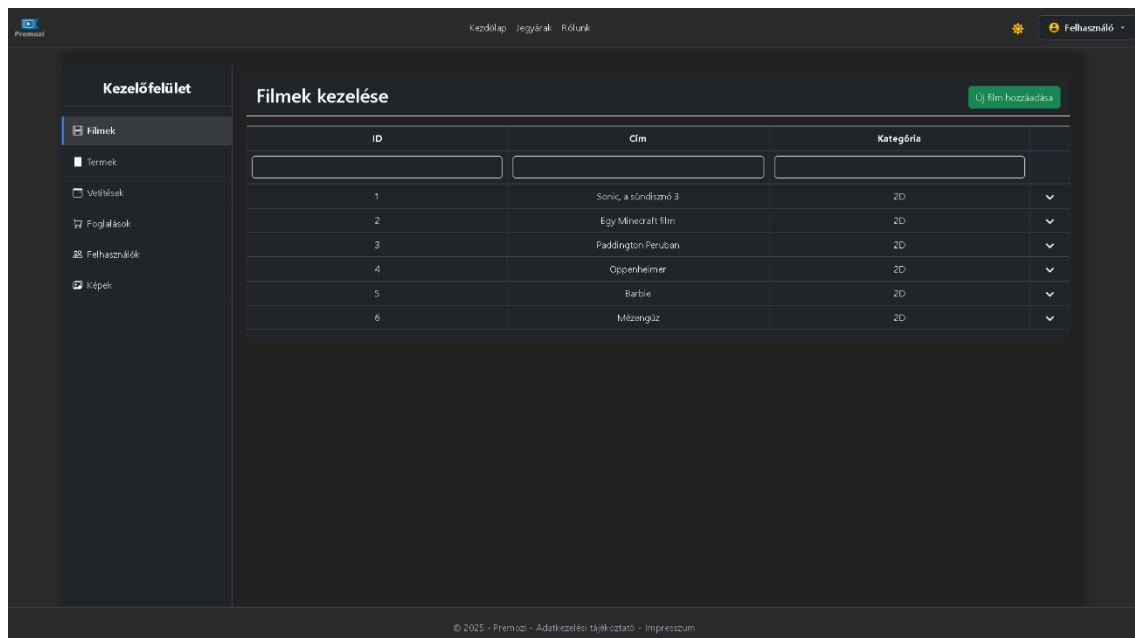 Premozi
Kezdőlap Jegyárak Rólunk
Felhasználó
Kezelőfelület
Filmek
Termek
Vetítések
Foglalások
Felhasználók
Képek
Filmek kezelése
Új film hozzáadása
ID Cím Kategória
1 Sonic, a sündisznó 3 2D
2 Egy Minecraft film 2D
3 Paddington Peruban 2D
4 Oppenheimer 2D
5 Barbie 2D
6 Mézengúz 2D
© 2025 - Premozi - Adatkezelési tájékoztató - Impresszum